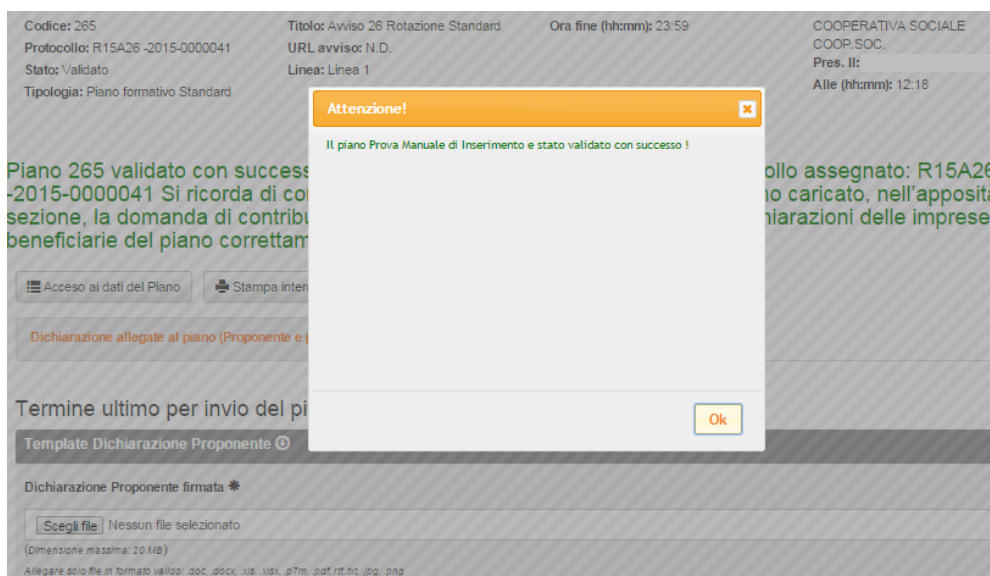 Codice: 265
Titolo: Avviso 26 Rotazione Standard
Ora fine (hh:mm): 23:59
COOPERATIVA SOCIALE
COOP.SOC.
Protocollo: R15A26 -2015-0000041
URL avviso: N.D.
Pres. Il:
Stato: Validato
Linea: Linea 1
Alle (hh:mm): 12:18
Tipologia: Piano formativo Standard
Attenzione!
Il piano Prova Manuale di Inserimento e stato validato con successo !
Piano 265 validato con success ollo assegnato: R15A26
-2015-0000041 Si ricorda di co o caricato, nell'apposita
sezione, la domanda di contribu iarazioni delle imprese
beneficiarie del piano correttam
Accesso ai dati del Piano
Stampa inter
Dichiarazione allegate al piano (Proponente e
Termine ultimo per invio del pi
Ok
Template Dichiarazione Proponente
Dichiarazione Proponente firmata *
Scegli file Nessun file selezionato
(Dimensione massima: 20 MB)
Allegare solo file in formato valido: .doc, .docx, .xls, .xlsx, .p7m, .pdf,.rtf,.txt, .jpg, .png